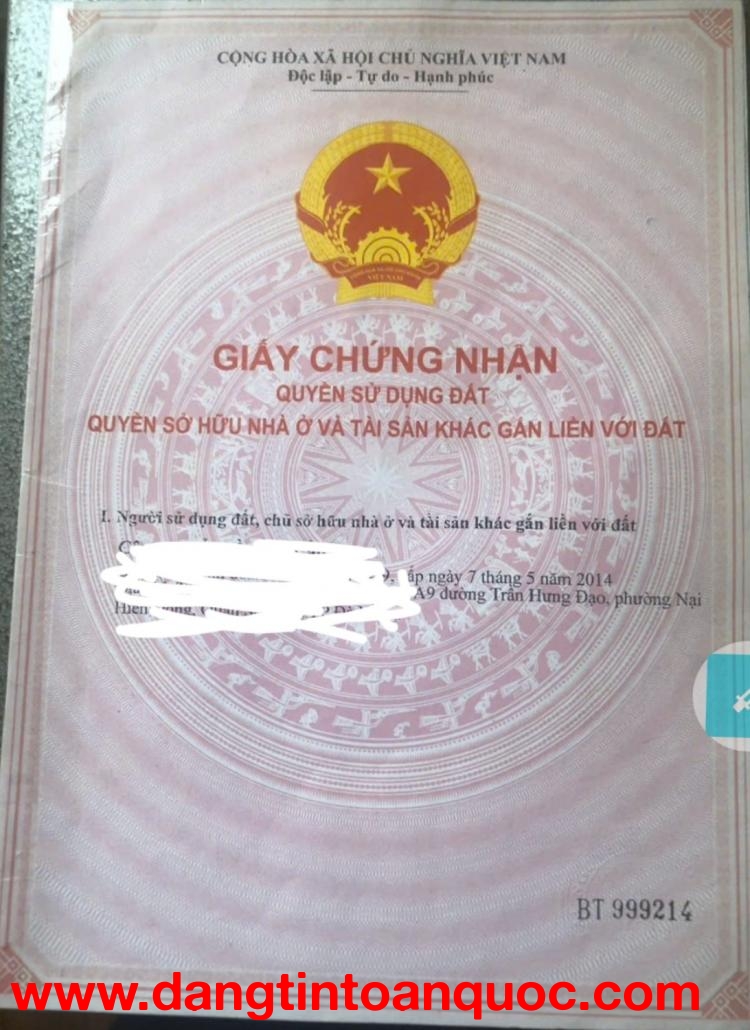 CỘNG HÒA XÃ HỘI CHỦ NGHĨA VIỆT NAM
Độc lập - Tự do - Hạnh phúc
VIỆT NAM
GIẤY CHỨNG NHẬN
QUYỀN SỬ DỤNG ĐẤT
QUYỀN SỞ HỮU NHÀ Ở VÀ TÀI SẢN KHÁC GẮN LIỀN VỚI ĐẤT
I. Người sử dụng đất, chủ sở hữu nhà ở và tài sản khác gắn liền với đất
ngày 7 tháng 5 năm 2014
A9 đường Trần Hưng Đạo, phường Nại
BT 999214
www.dangtintoanquoc.com